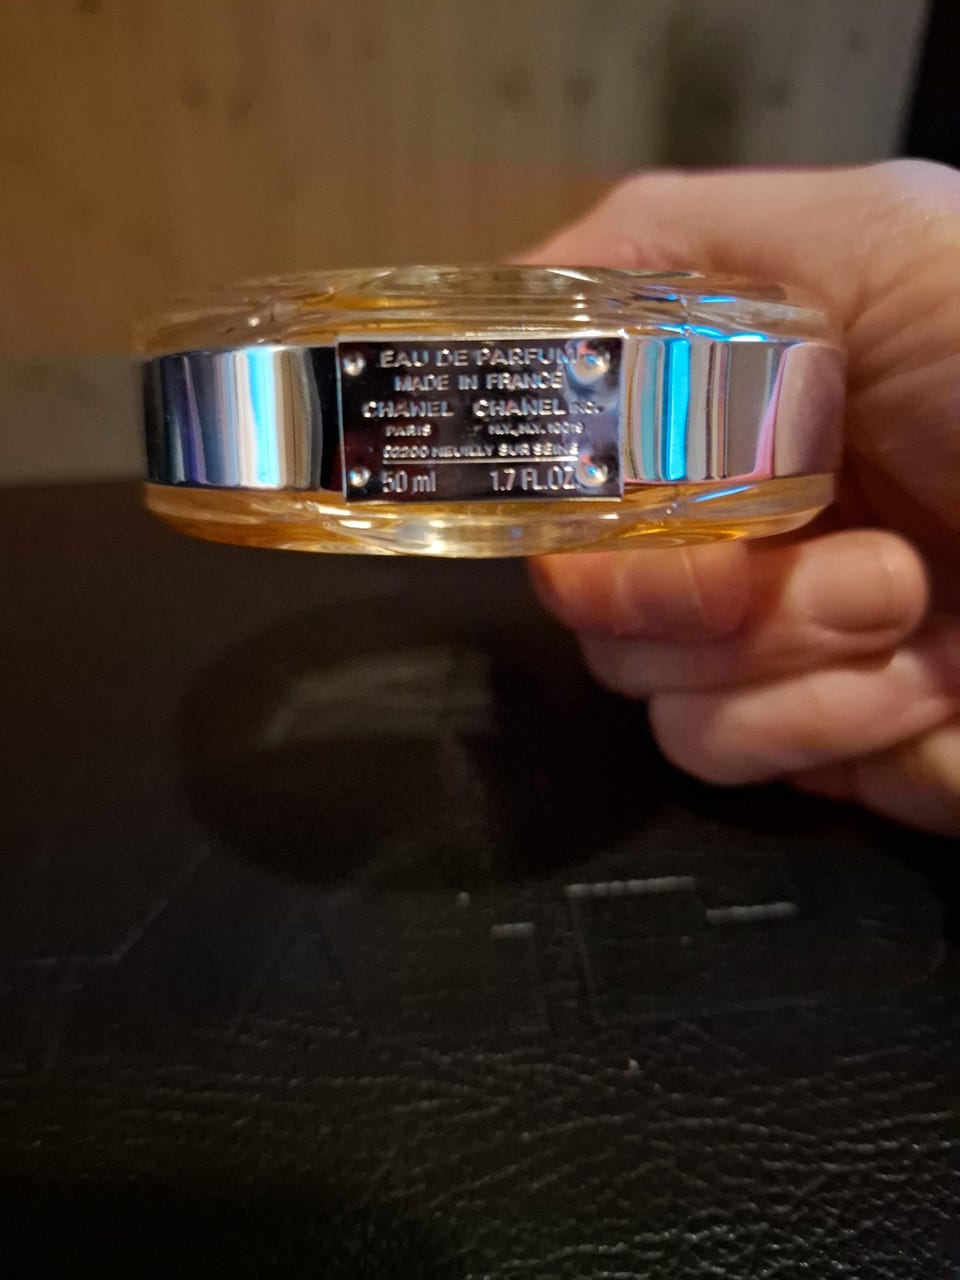 EAU DE PARFUM
MADE IN FRANCE
CHANEL CHANEL INC.
PARIS N.Y., N.Y. 10019
NEUILLY SUR SEINE
50 ml 1.7 FL.OZ